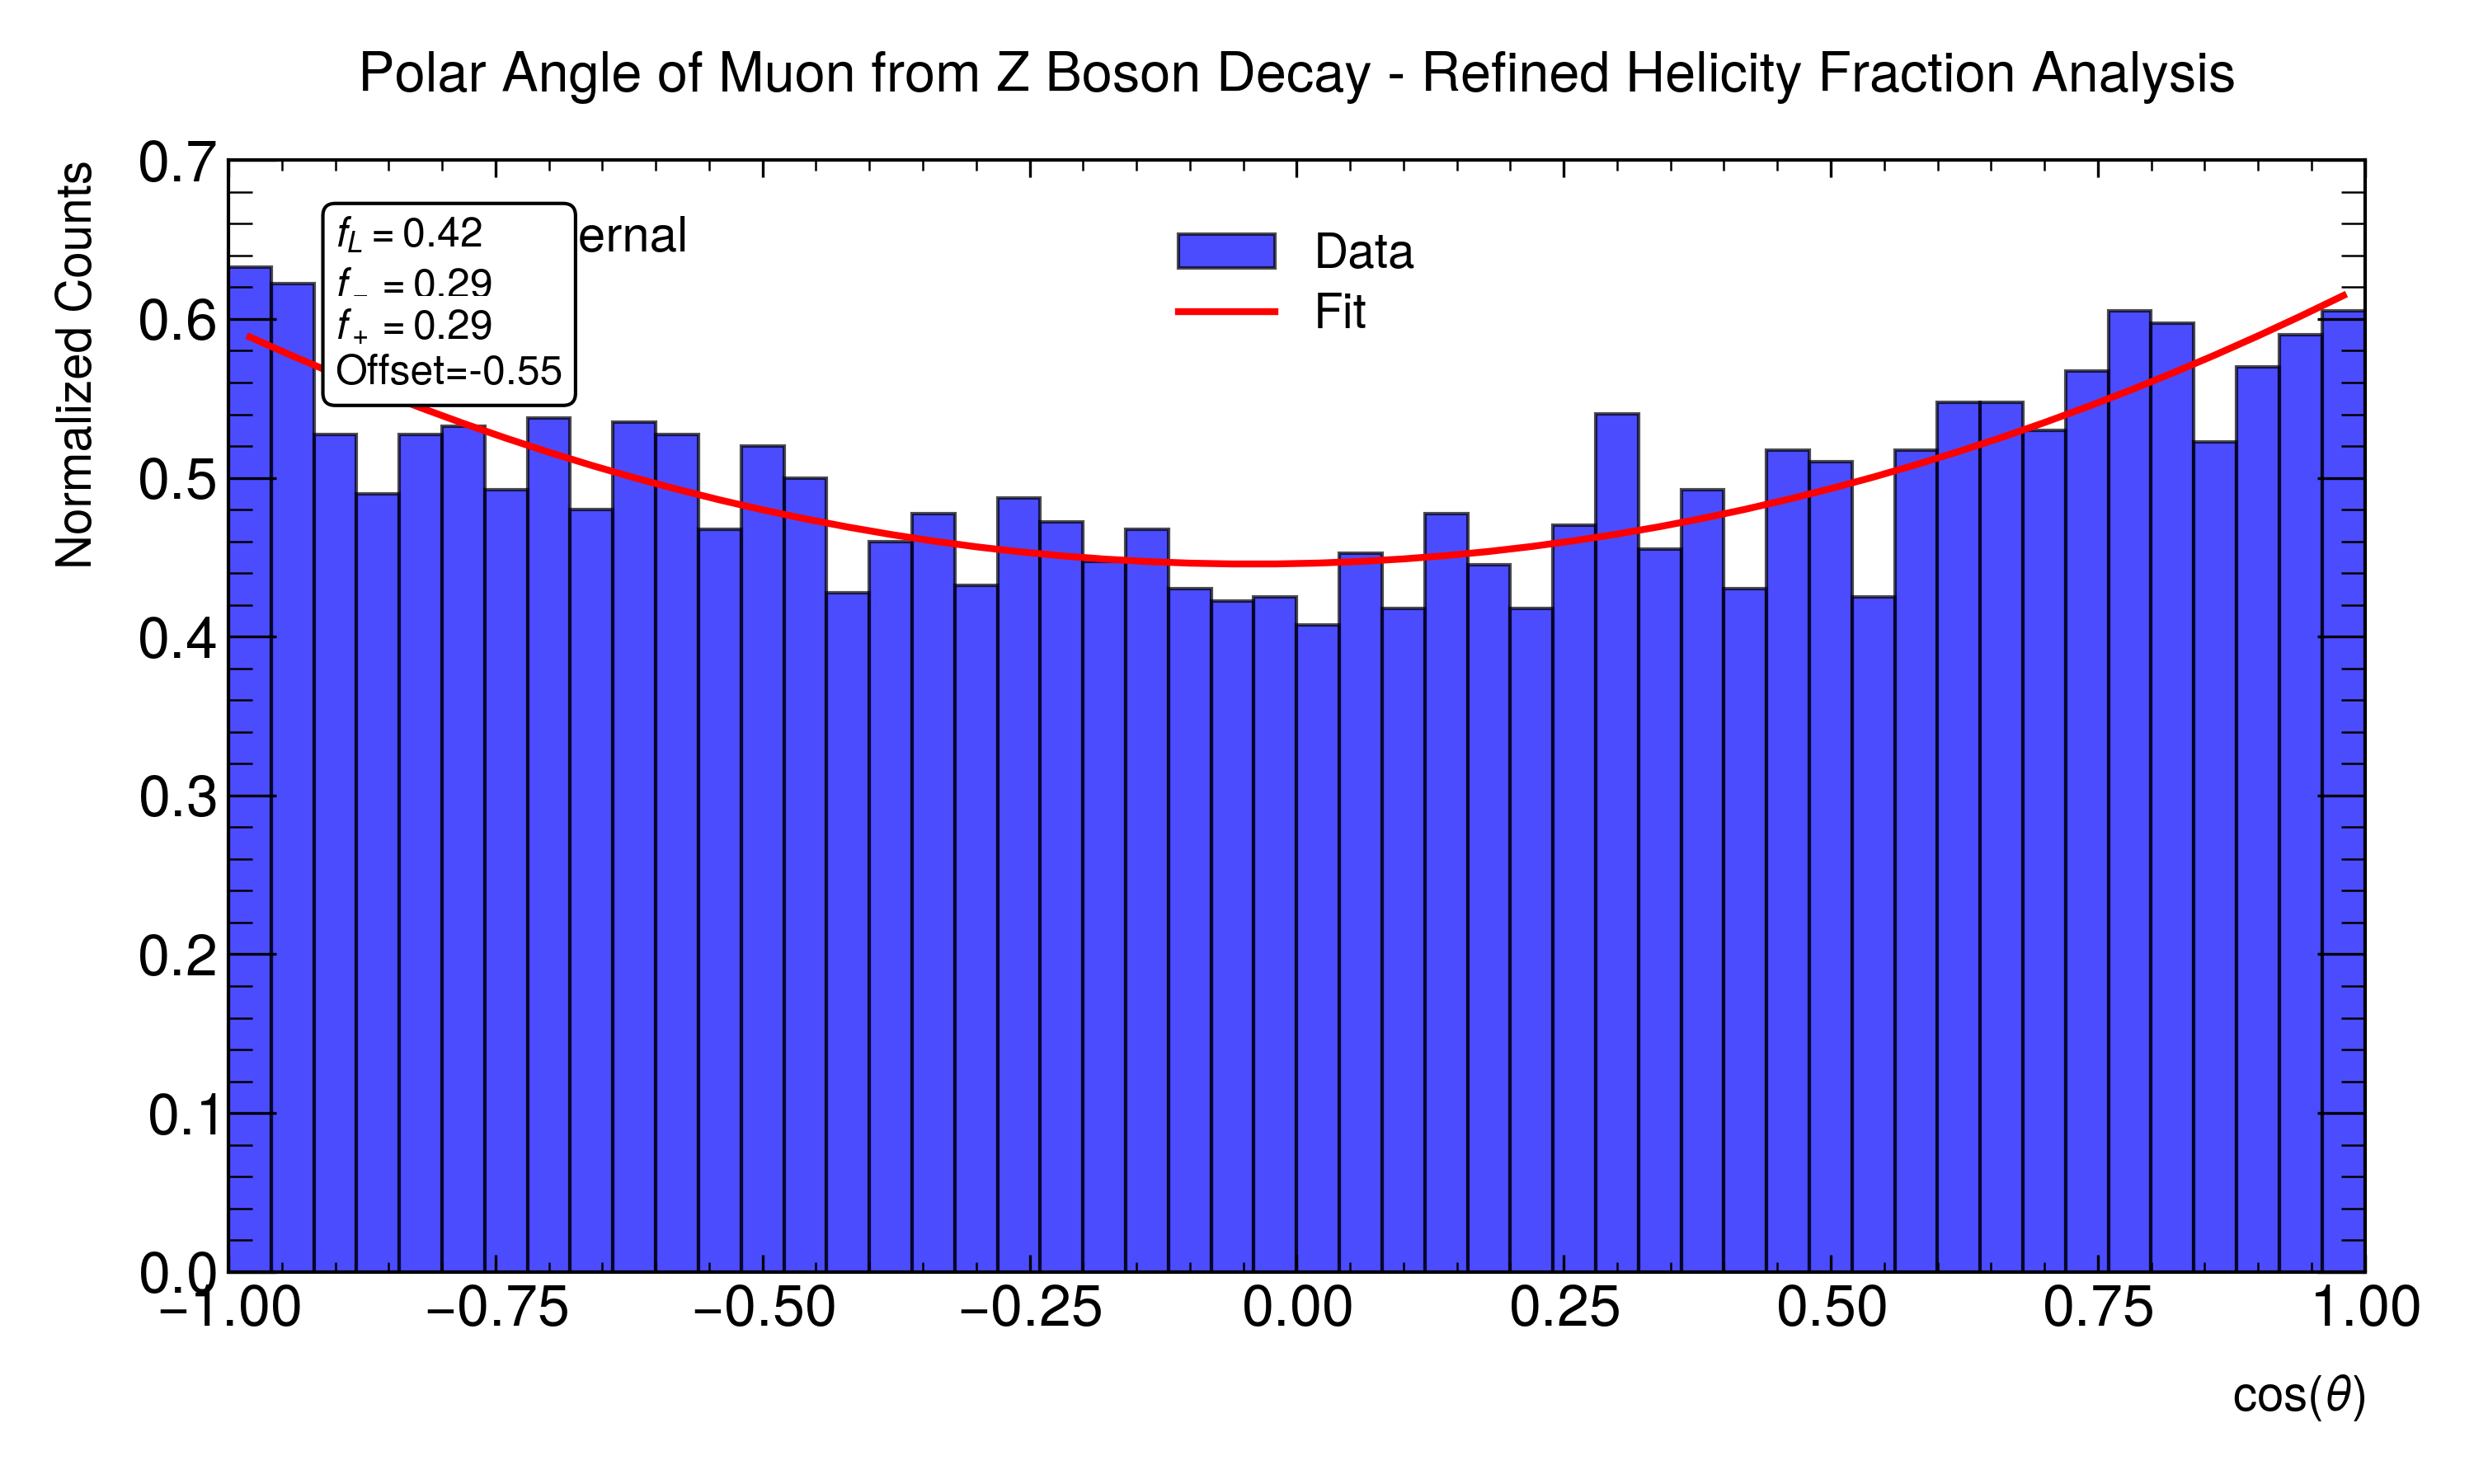 Polar Angle of Muon from Z Boson Decay - Refined Helicity Fraction Analysis
Normalized Counts
0.7
0.6
0.5
0.4
0.3
0.2
0.1
0.0
f_L = 0.42
f_− = 0.29
f_+ = 0.29
Offset=-0.55
ernal
Data
Fit
−1.00 −0.75 −0.50 −0.25 0.00 0.25 0.50 0.75 1.00
cos(θ)